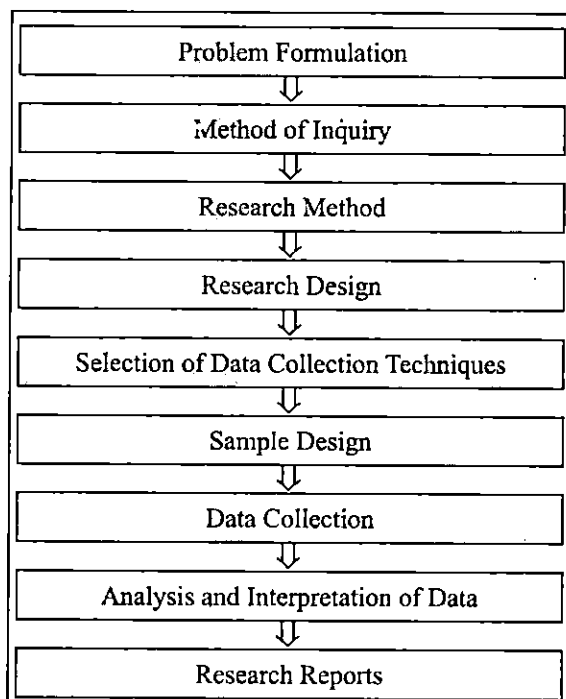 Problem Formulation
Method of Inquiry
Research Method
Research Design
Selection of Data Collection Techniques
Sample Design
Data Collection
Analysis and Interpretation of Data
Research Reports